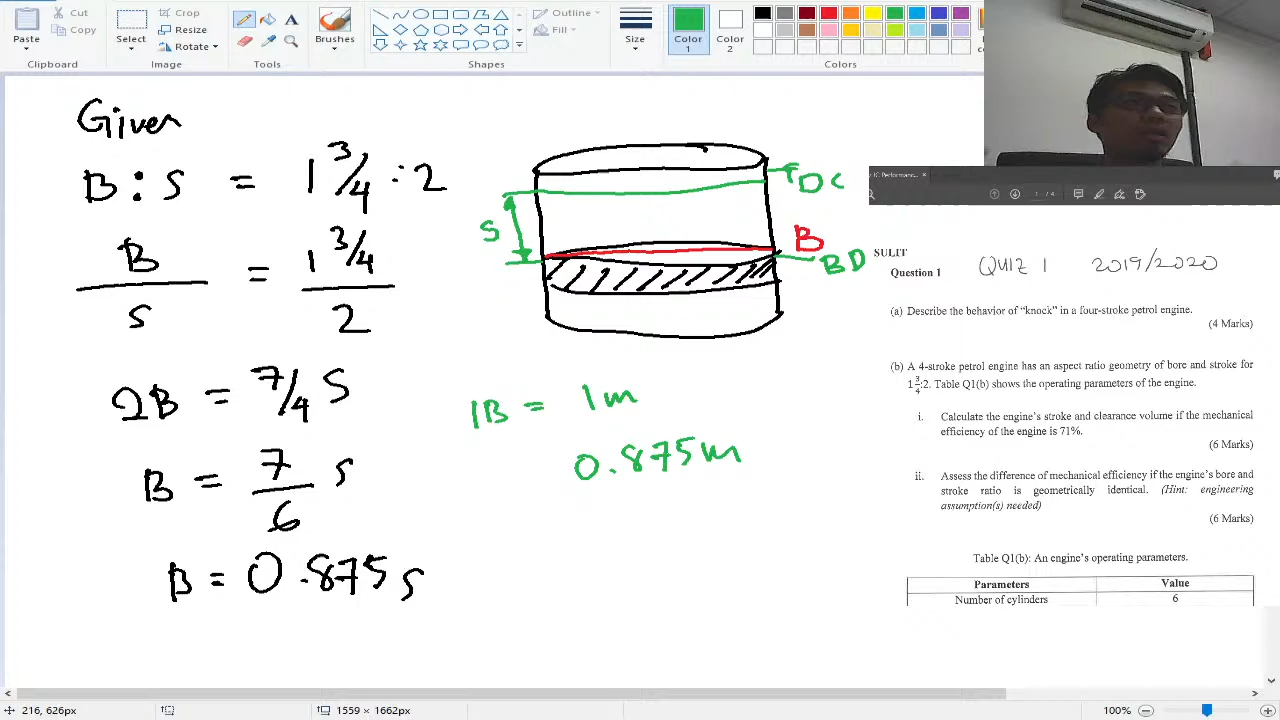 Paste
Cut
Copy
Clipboard
Select
Crop
Resize
Rotate
Image
Tools
Brushes
Shapes
Outline
Fill
Size
Color
1
Color
2
Colors
Given
B : S = 1 3/4 : 2
B/S = 1 3/4 / 2
2B = 7/4 S
B = 7/6 S
B = 0.875 S
DC
S
B
BD
1B = 1m
0.875m
IC Performanc...
1 / 4
SULIT
Question 1
QUIZ 1 2019/2020
(a) Describe the behavior of "knock" in a four-stroke petrol engine.
(4 Marks)
(b) A 4-stroke petrol engine has an aspect ratio geometry of bore and stroke for
1 3/4:2. Table Q1(b) shows the operating parameters of the engine.
i. Calculate the engine's stroke and clearance volume if the mechanical
efficiency of the engine is 71%.
(6 Marks)
ii. Assess the difference of mechanical efficiency if the engine's bore and
stroke ratio is geometrically identical. (Hint: engineering
assumption(s) needed)
(6 Marks)
Table Q1(b): An engine's operating parameters.
Parameters Value
Number of cylinders 6
216, 626px
1559 × 1662px
100%